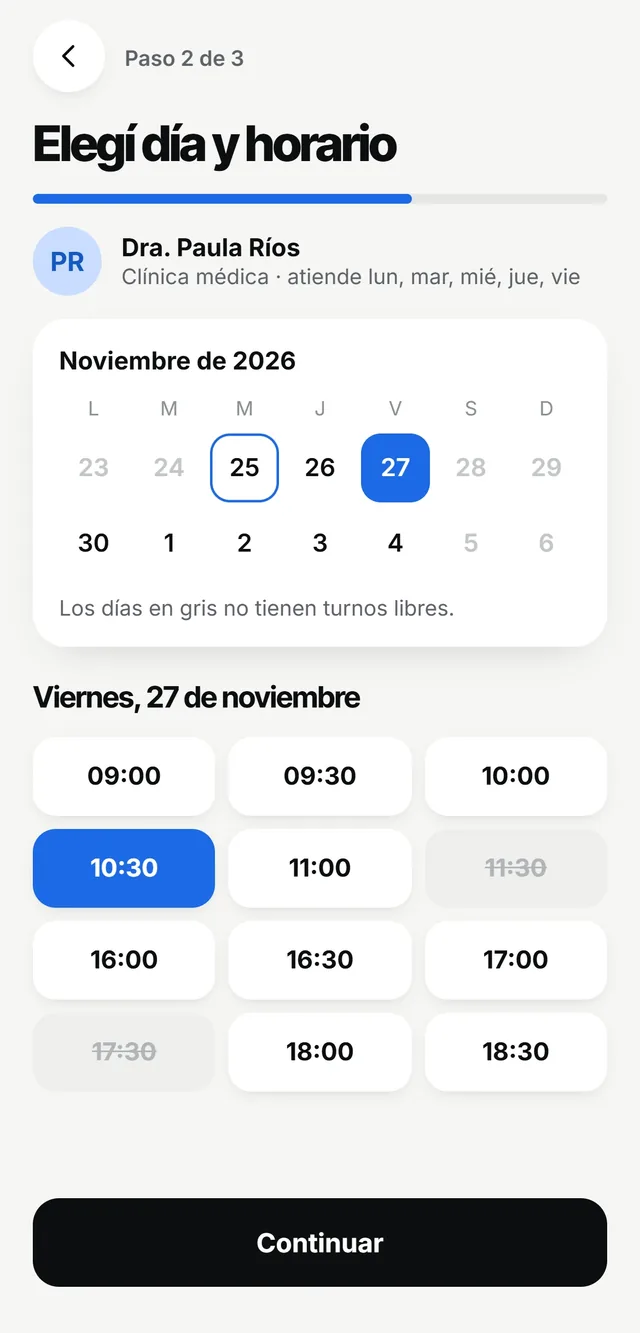 Paso 2 de 3
Elegí día y horario
PR
Dra. Paula Ríos
Clínica médica · atiende lun, mar, mié, jue, vie
Noviembre de 2026
L M M J V S D
23 24 25 26 27 28 29
30 1 2 3 4 5 6
Los días en gris no tienen turnos libres.
Viernes, 27 de noviembre
09:00 09:30 10:00
10:30 11:00 11:30
16:00 16:30 17:00
17:30 18:00 18:30
Continuar